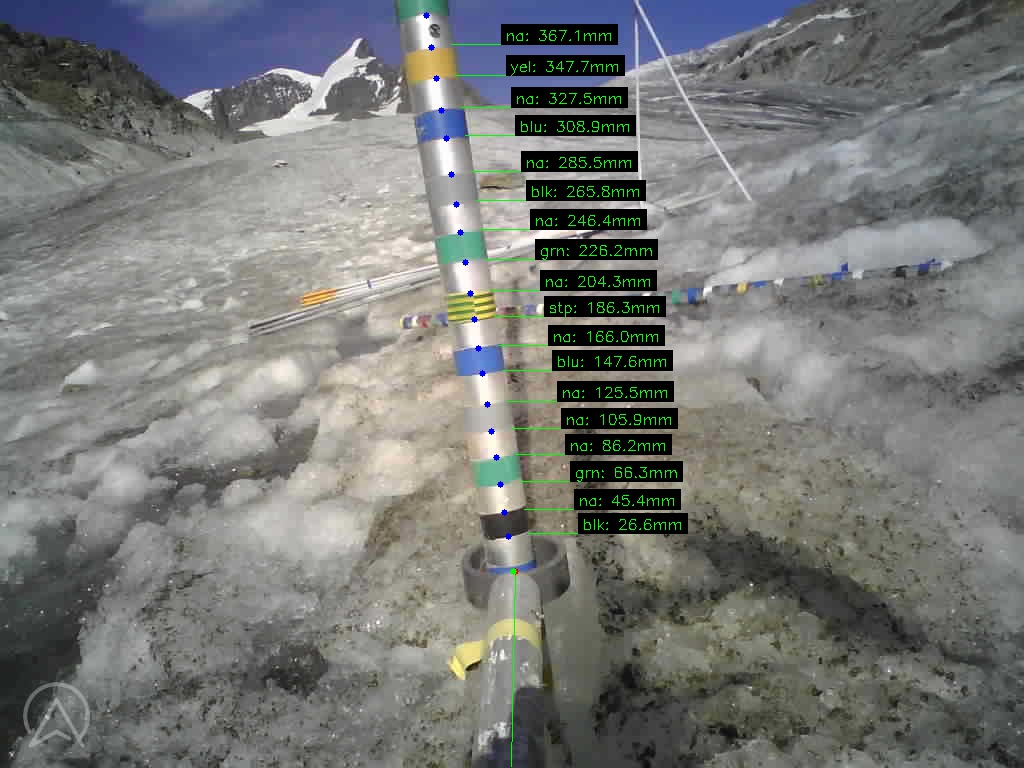 na: 367.1mm
yel: 347.7mm
na: 327.5mm
blu: 308.9mm
na: 285.5mm
blk: 265.8mm
na: 246.4mm
grn: 226.2mm
na: 204.3mm
stp: 186.3mm
na: 166.0mm
blu: 147.6mm
na: 125.5mm
na: 105.9mm
na: 86.2mm
grn: 66.3mm
na: 45.4mm
blk: 26.6mm